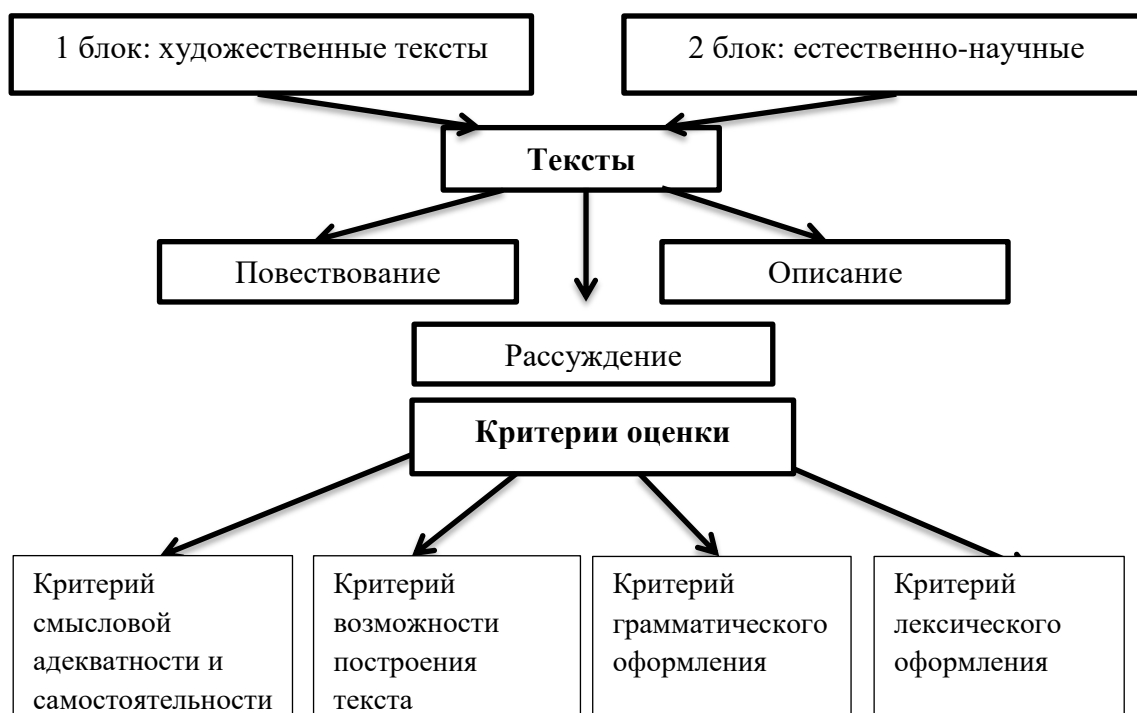 1 блок: художественные тексты
2 блок: естественно-научные
Тексты
Повествование
Описание
Рассуждение
Критерии оценки
Критерий
смысловой
адекватности и
самостоятельности
Критерий
возможности
построения
текста
Критерий
грамматического
оформления
Критерий
лексического
оформления